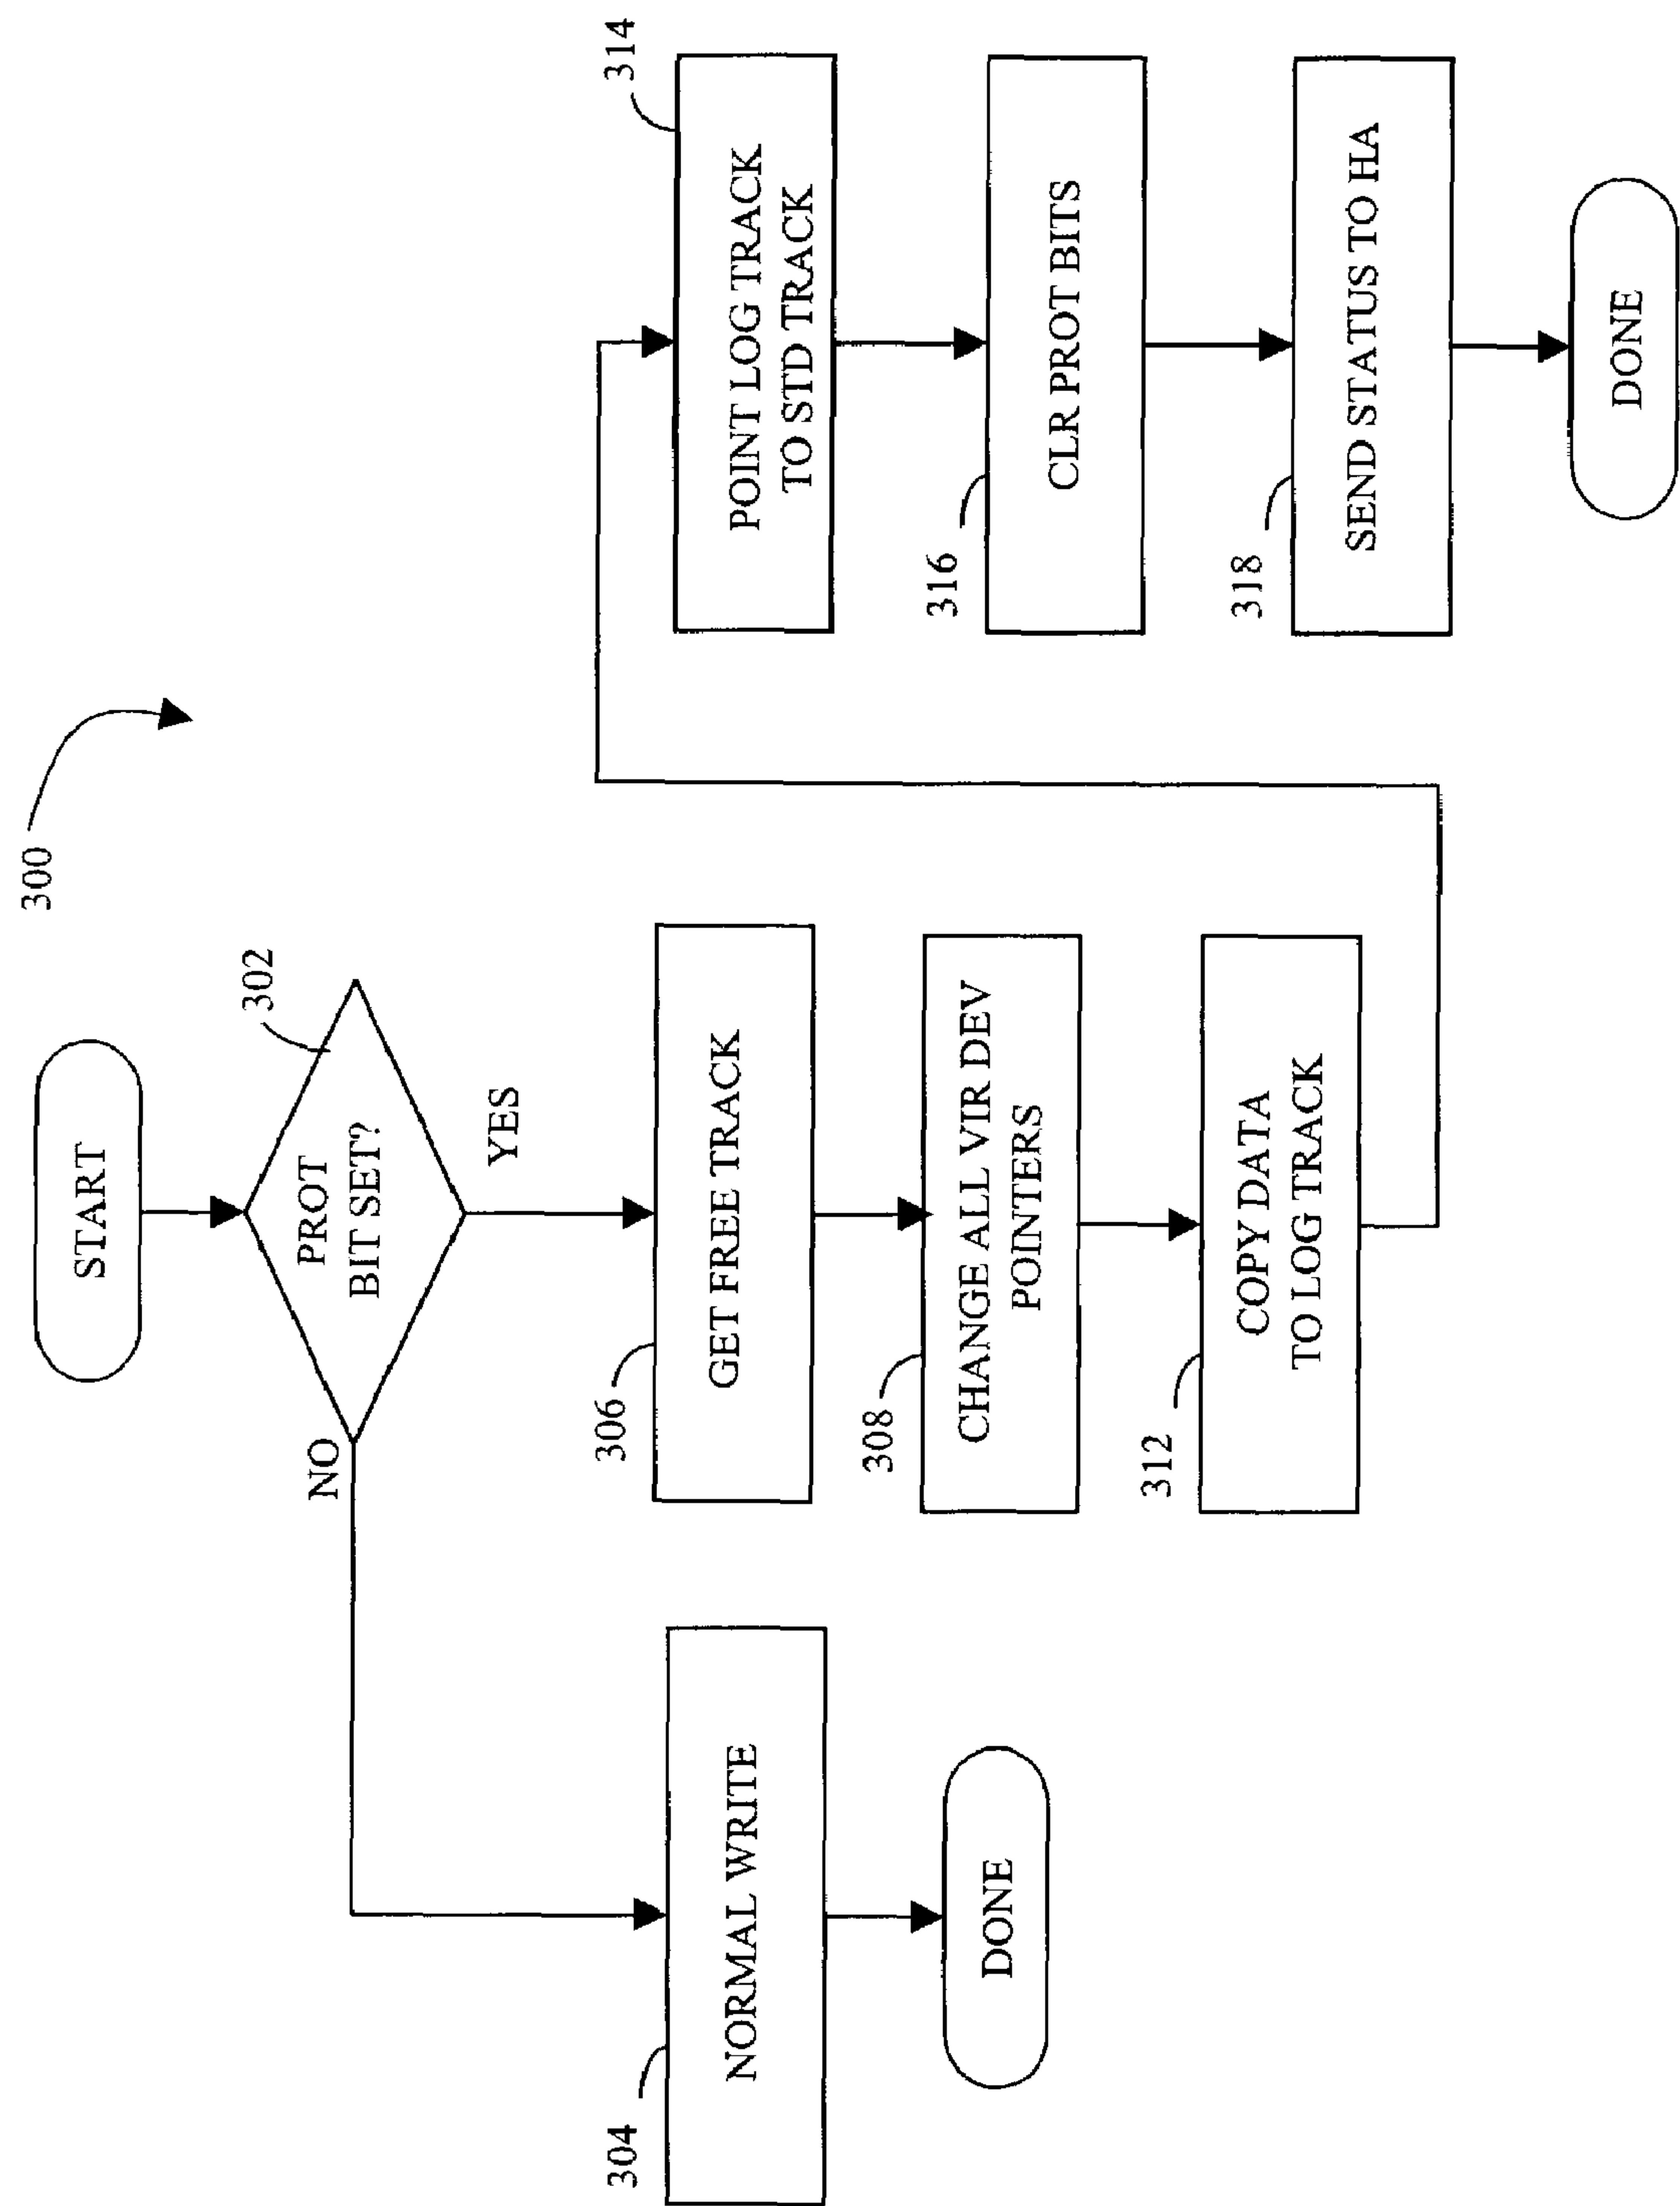 300
START
302
PROT
BIT SET?
NO
YES
304
NORMAL WRITE
DONE
306
GET FREE TRACK
308
CHANGE ALL VIR DEV
POINTERS
312
COPY DATA
TO LOG TRACK
314
POINT LOG TRACK
TO STD TRACK
316
CLR PROT BITS
318
SEND STATUS TO HA
DONE